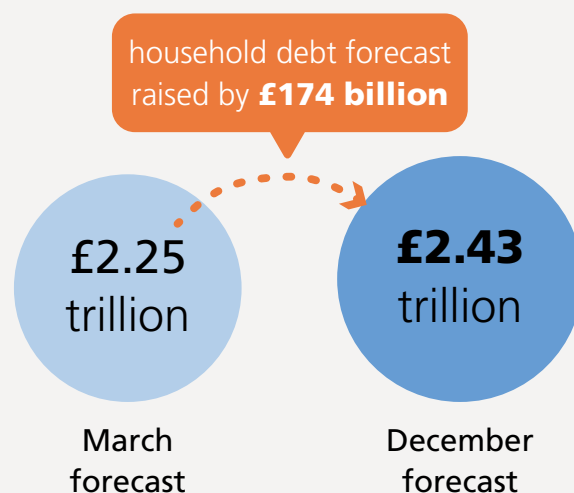 household debt forecast
raised by £174 billion
£2.25
trillion
£2.43
trillion
March
forecast
December
forecast